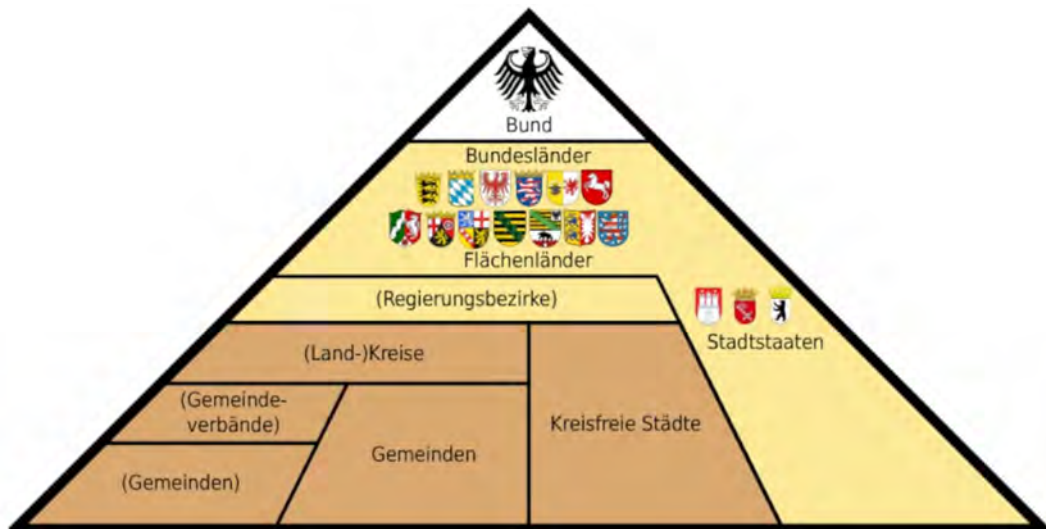 Bund
Bundesländer
Flächenländer
(Regierungsbezirke)
Stadtstaaten
(Land-)Kreise
(Gemeinde-
verbände)
Kreisfreie Städte
Gemeinden
(Gemeinden)